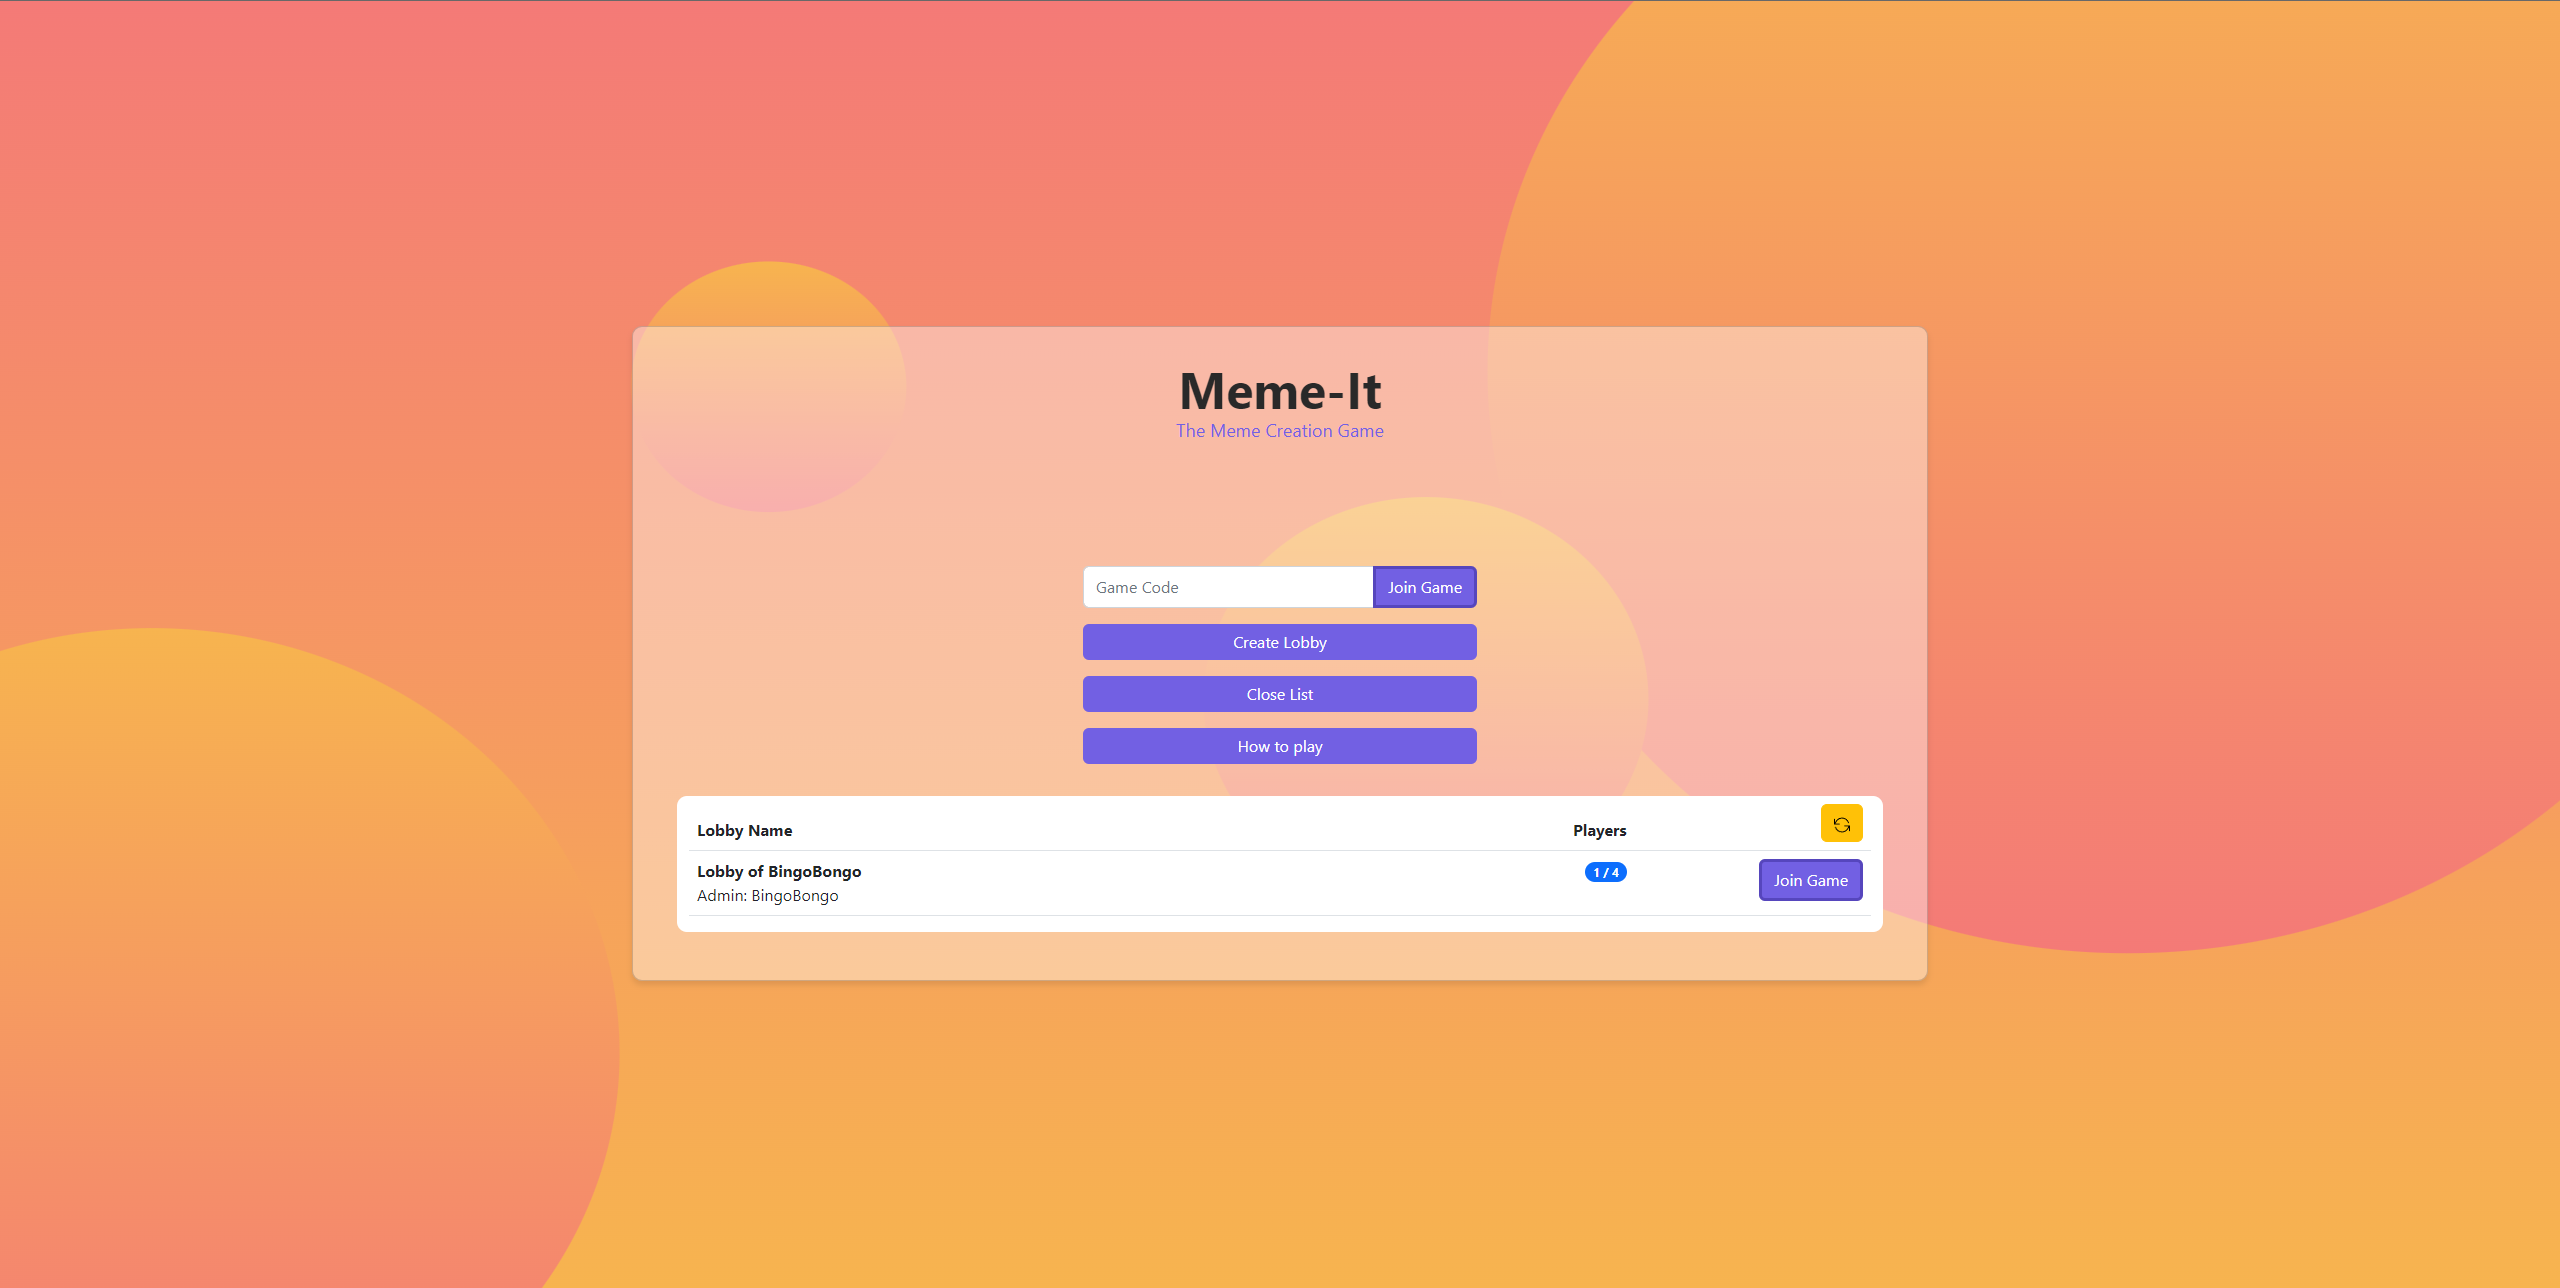 Meme-It
The Meme Creation Game
Game Code Join Game
Create Lobby
Close List
How to play
Lobby Name Players
Lobby of BingoBongo 1 / 4 Join Game
Admin: BingoBongo